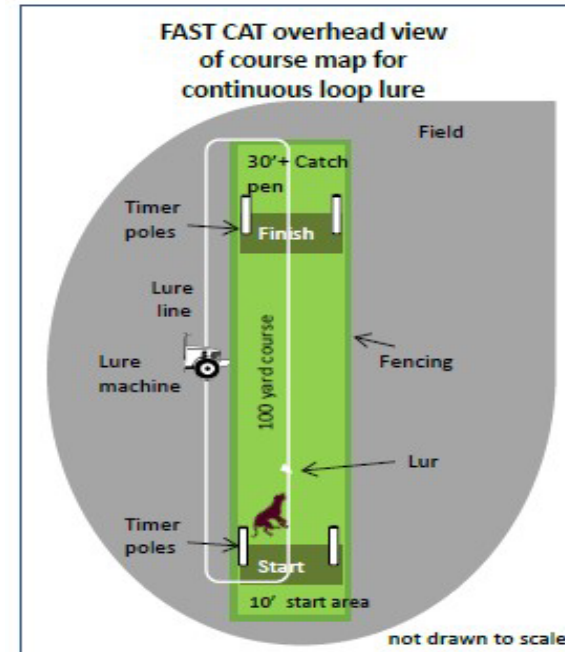 FAST CAT overhead view
of course map for
continuous loop lure
Field
30'+ Catch
pen
Timer
poles
Finish
Lure
line
100 yard course
Lure
machine
Fencing
Lur
Timer
poles
Start
10' start area
not drawn to scale